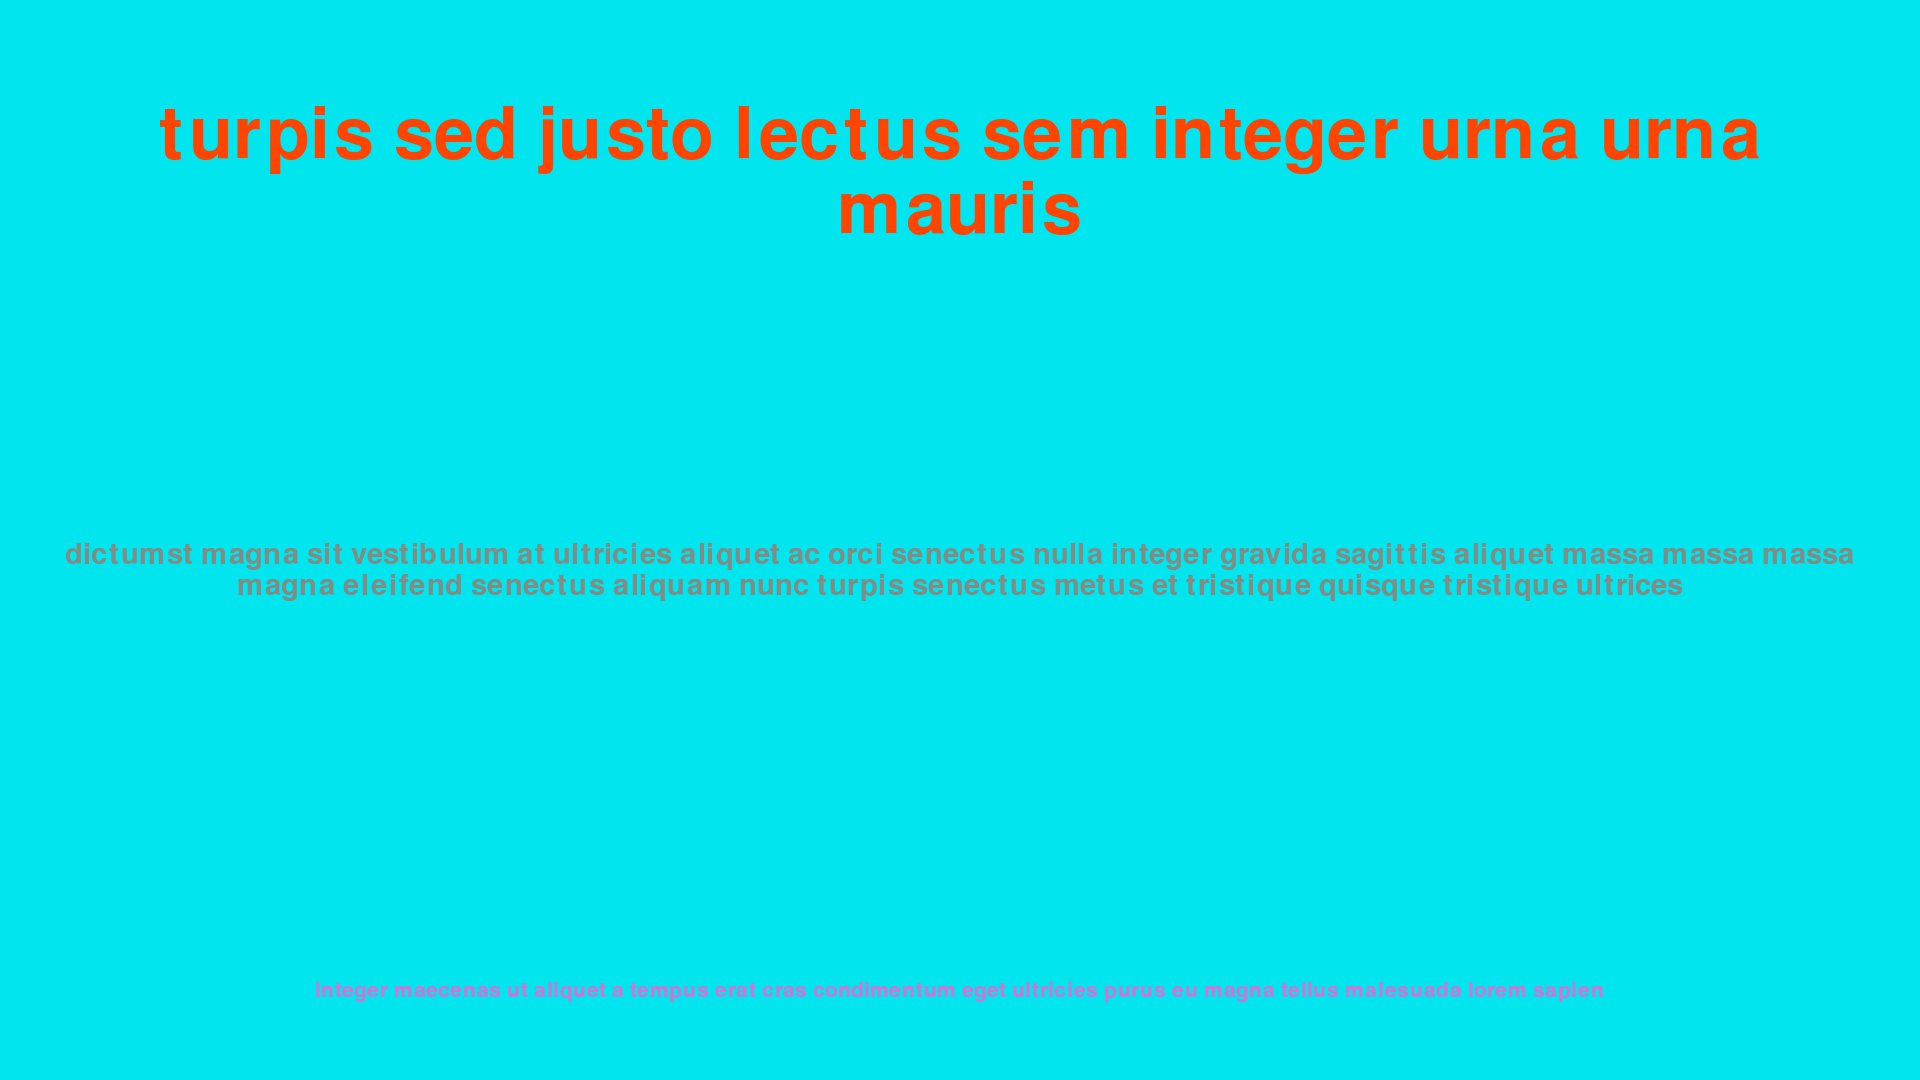 turpis sed justo lectus sem integer urna urna
mauris
dictumst magna sit vestibulum at ultricies aliquet ac orci senectus nulla integer gravida sagittis aliquet massa massa massa
magna eleifend senectus aliquam nunc turpis senectus metus et tristique quisque tristique ultrices
integer maecenas ut aliquet a tempus erat cras condimentum eget ultricies purus eu magna tellus malesuada lorem sapien